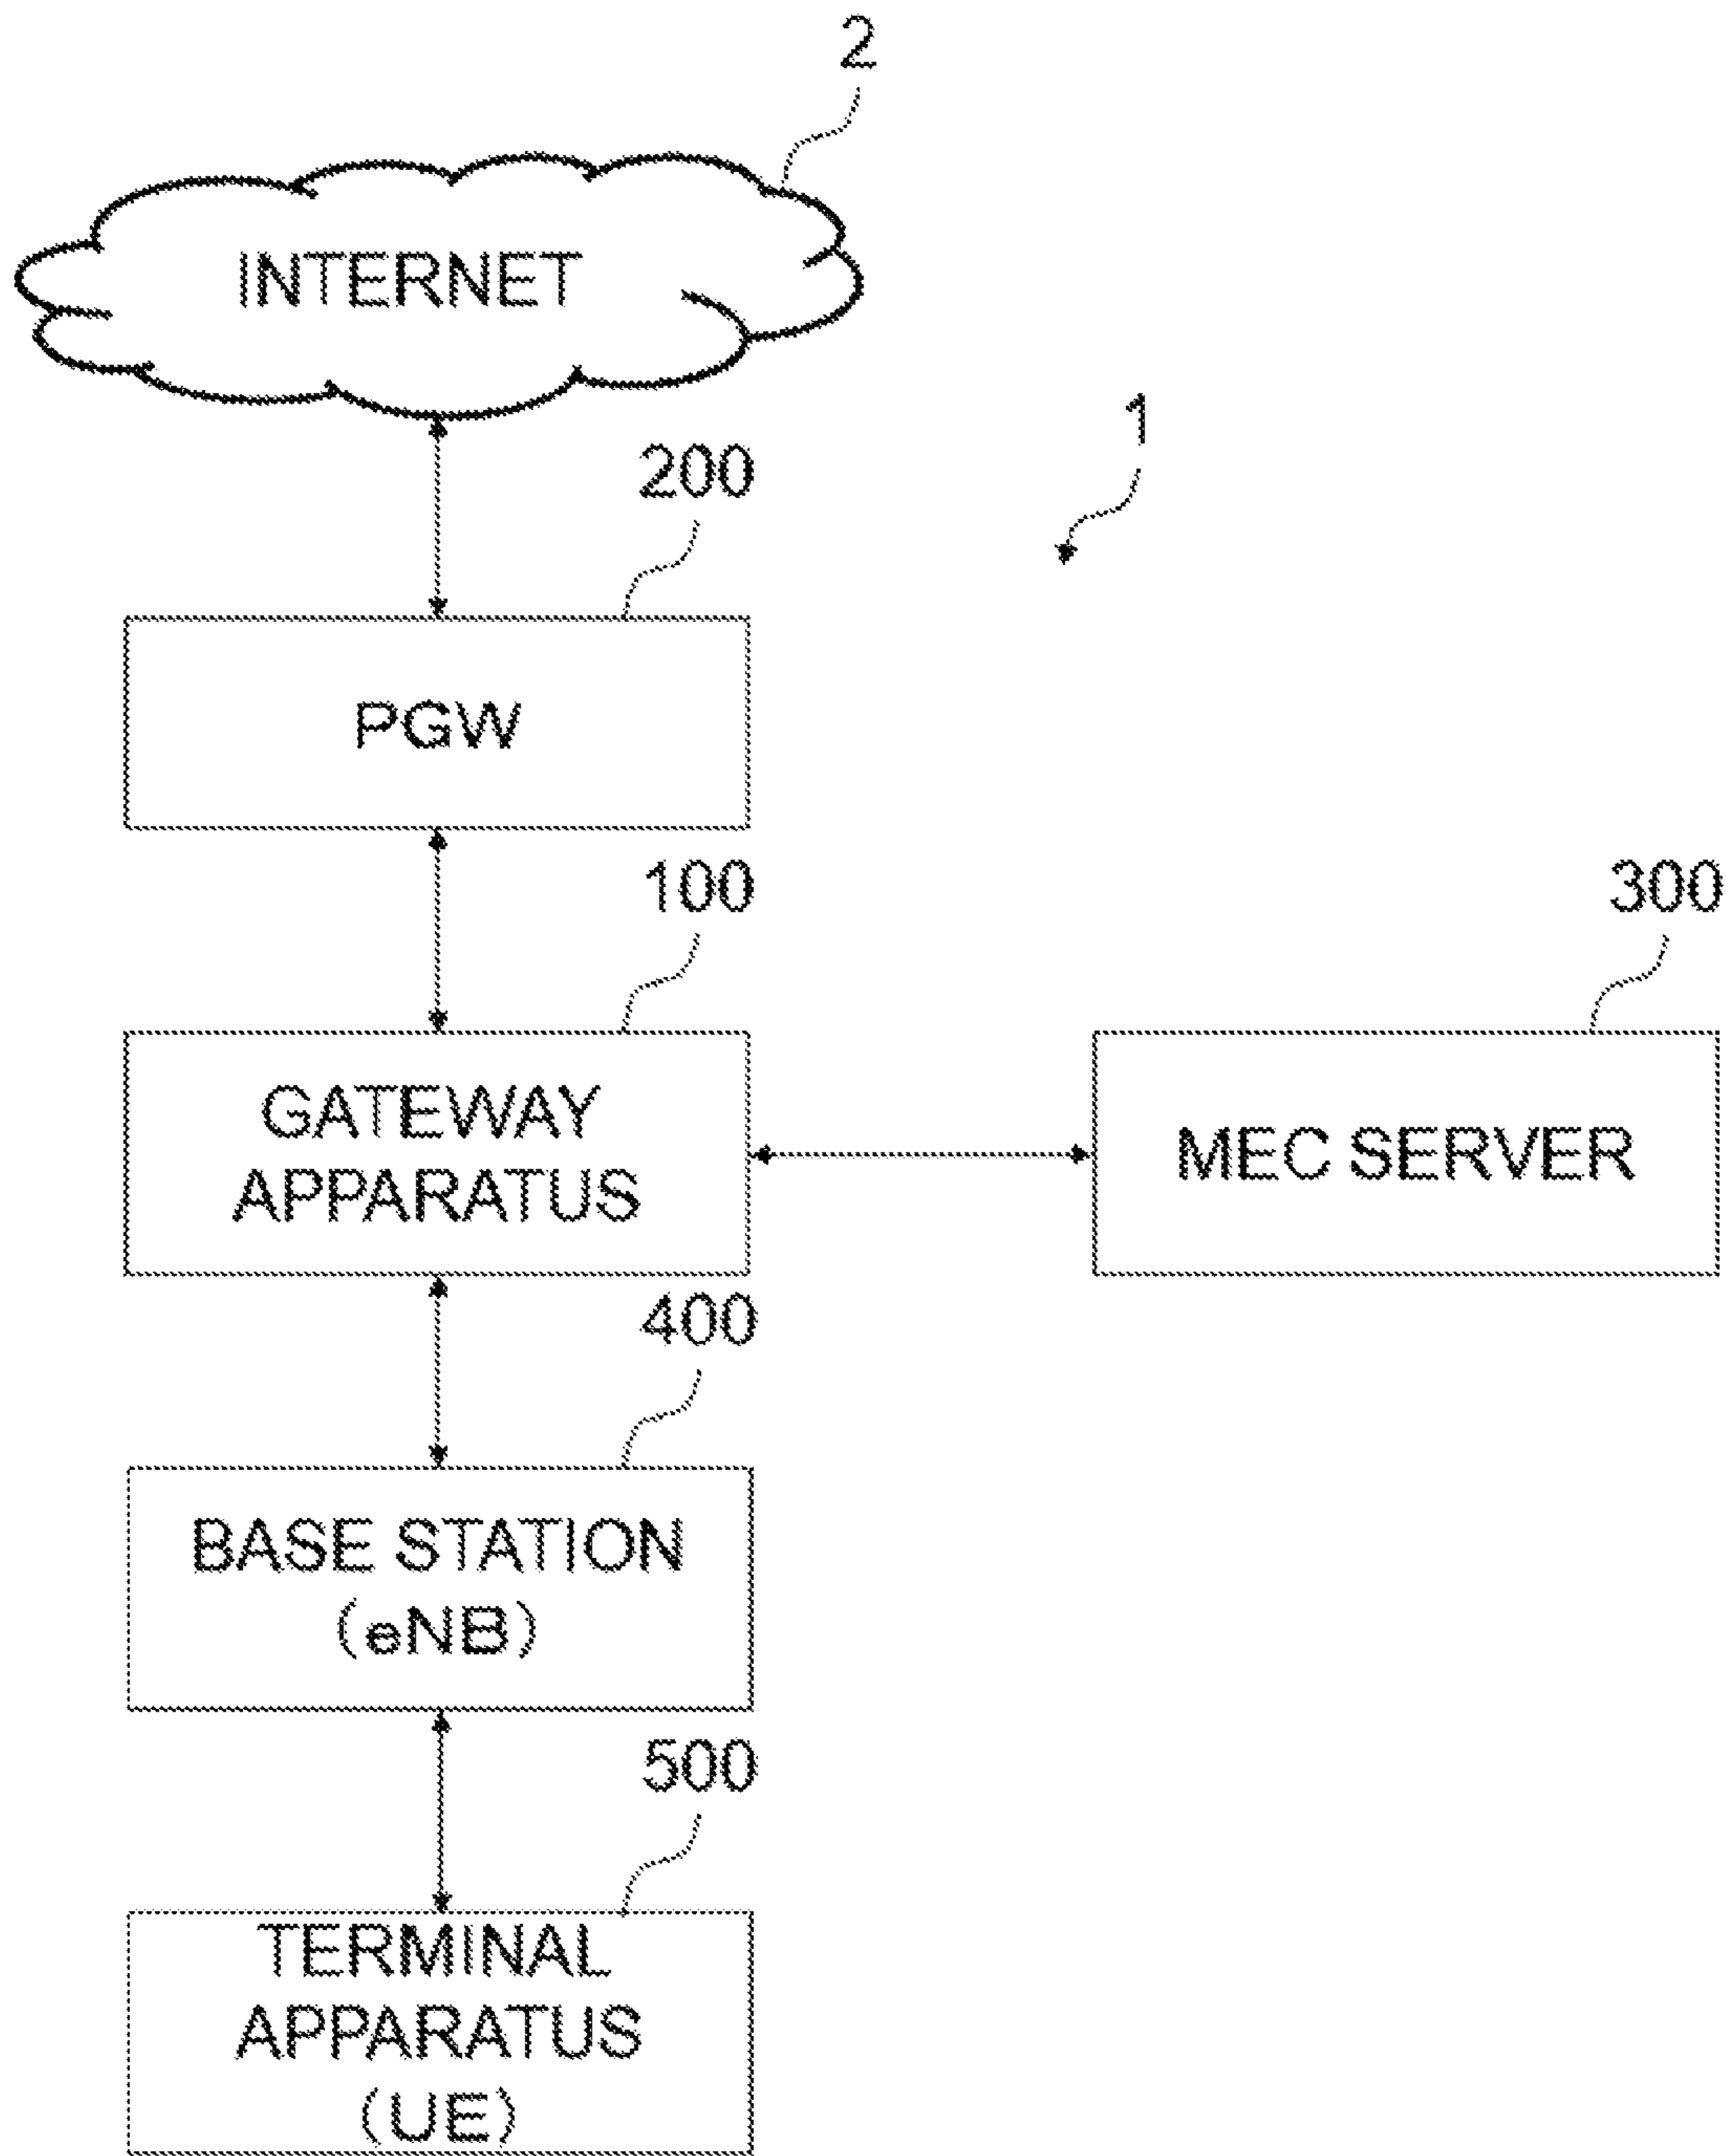 2
INTERNET
1
200
PGW
100
300
GATEWAY
APPARATUS
MEC SERVER
400
BASE STATION
(eNB)
500
TERMINAL
APPARATUS
(UE)